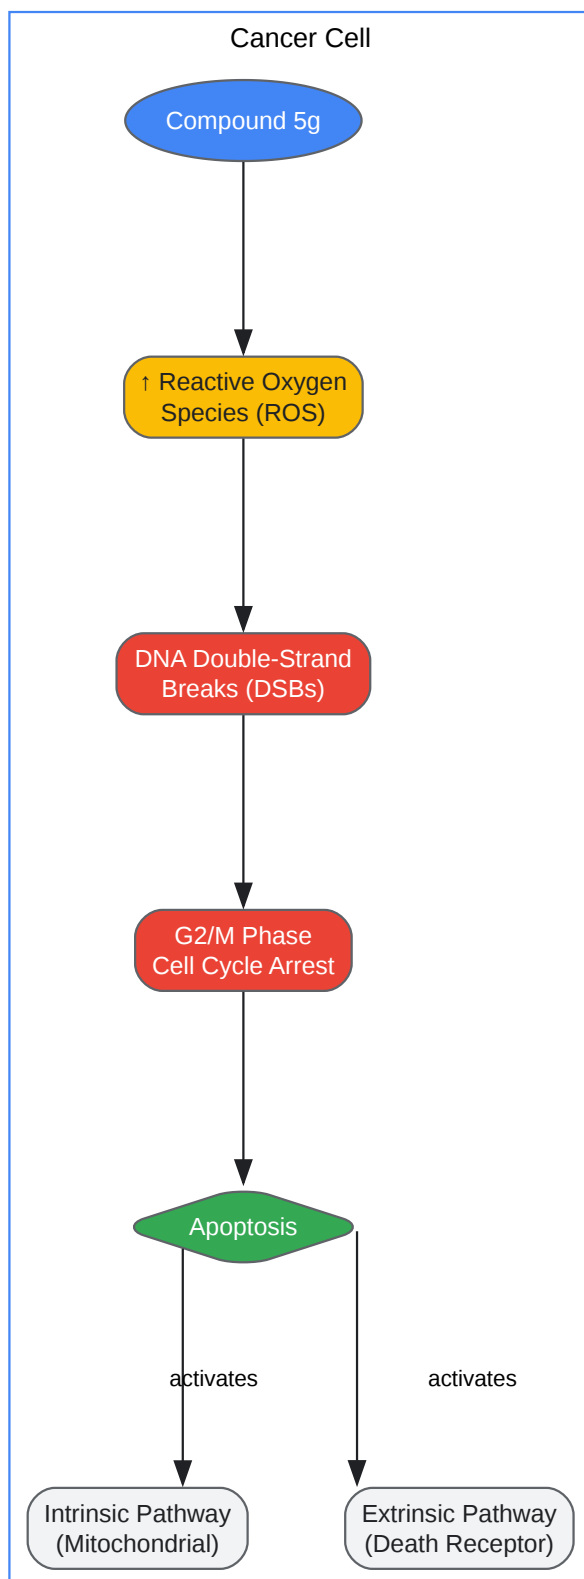 Cancer Cell
Compound 5g
↑ Reactive Oxygen
Species (ROS)
DNA Double-Strand
Breaks (DSBs)
G2/M Phase
Cell Cycle Arrest
Apoptosis
activates
activates
Intrinsic Pathway
(Mitochondrial)
Extrinsic Pathway
(Death Receptor)